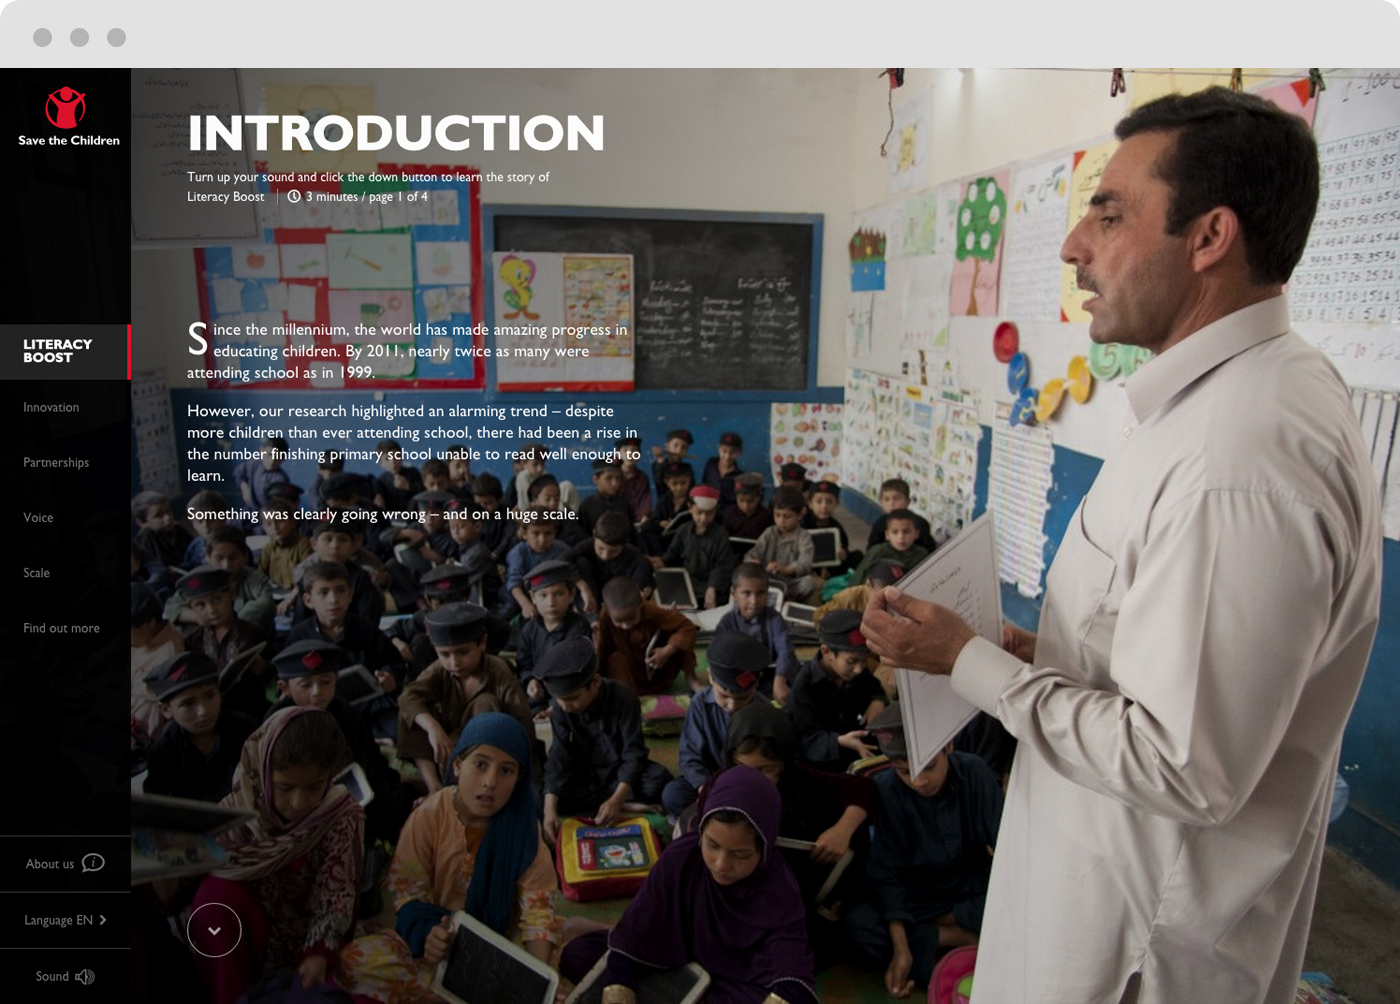 Save the Children
INTRODUCTION
Turn up your sound and click the down button to learn the story of
Literacy Boost
3 minutes / page 1 of 4
Since the millennium, the world has made amazing progress in
educating children. By 2011, nearly twice as many were
attending school as in 1999.
However, our research highlighted an alarming trend – despite
more children than ever attending school, there had been a rise in
the number finishing primary school unable to read well enough to
learn.
Something was clearly going wrong – and on a huge scale.
LITERACY
BOOST
Innovation
Partnerships
Voice
Scale
Find out more
About us
Language EN
Sound